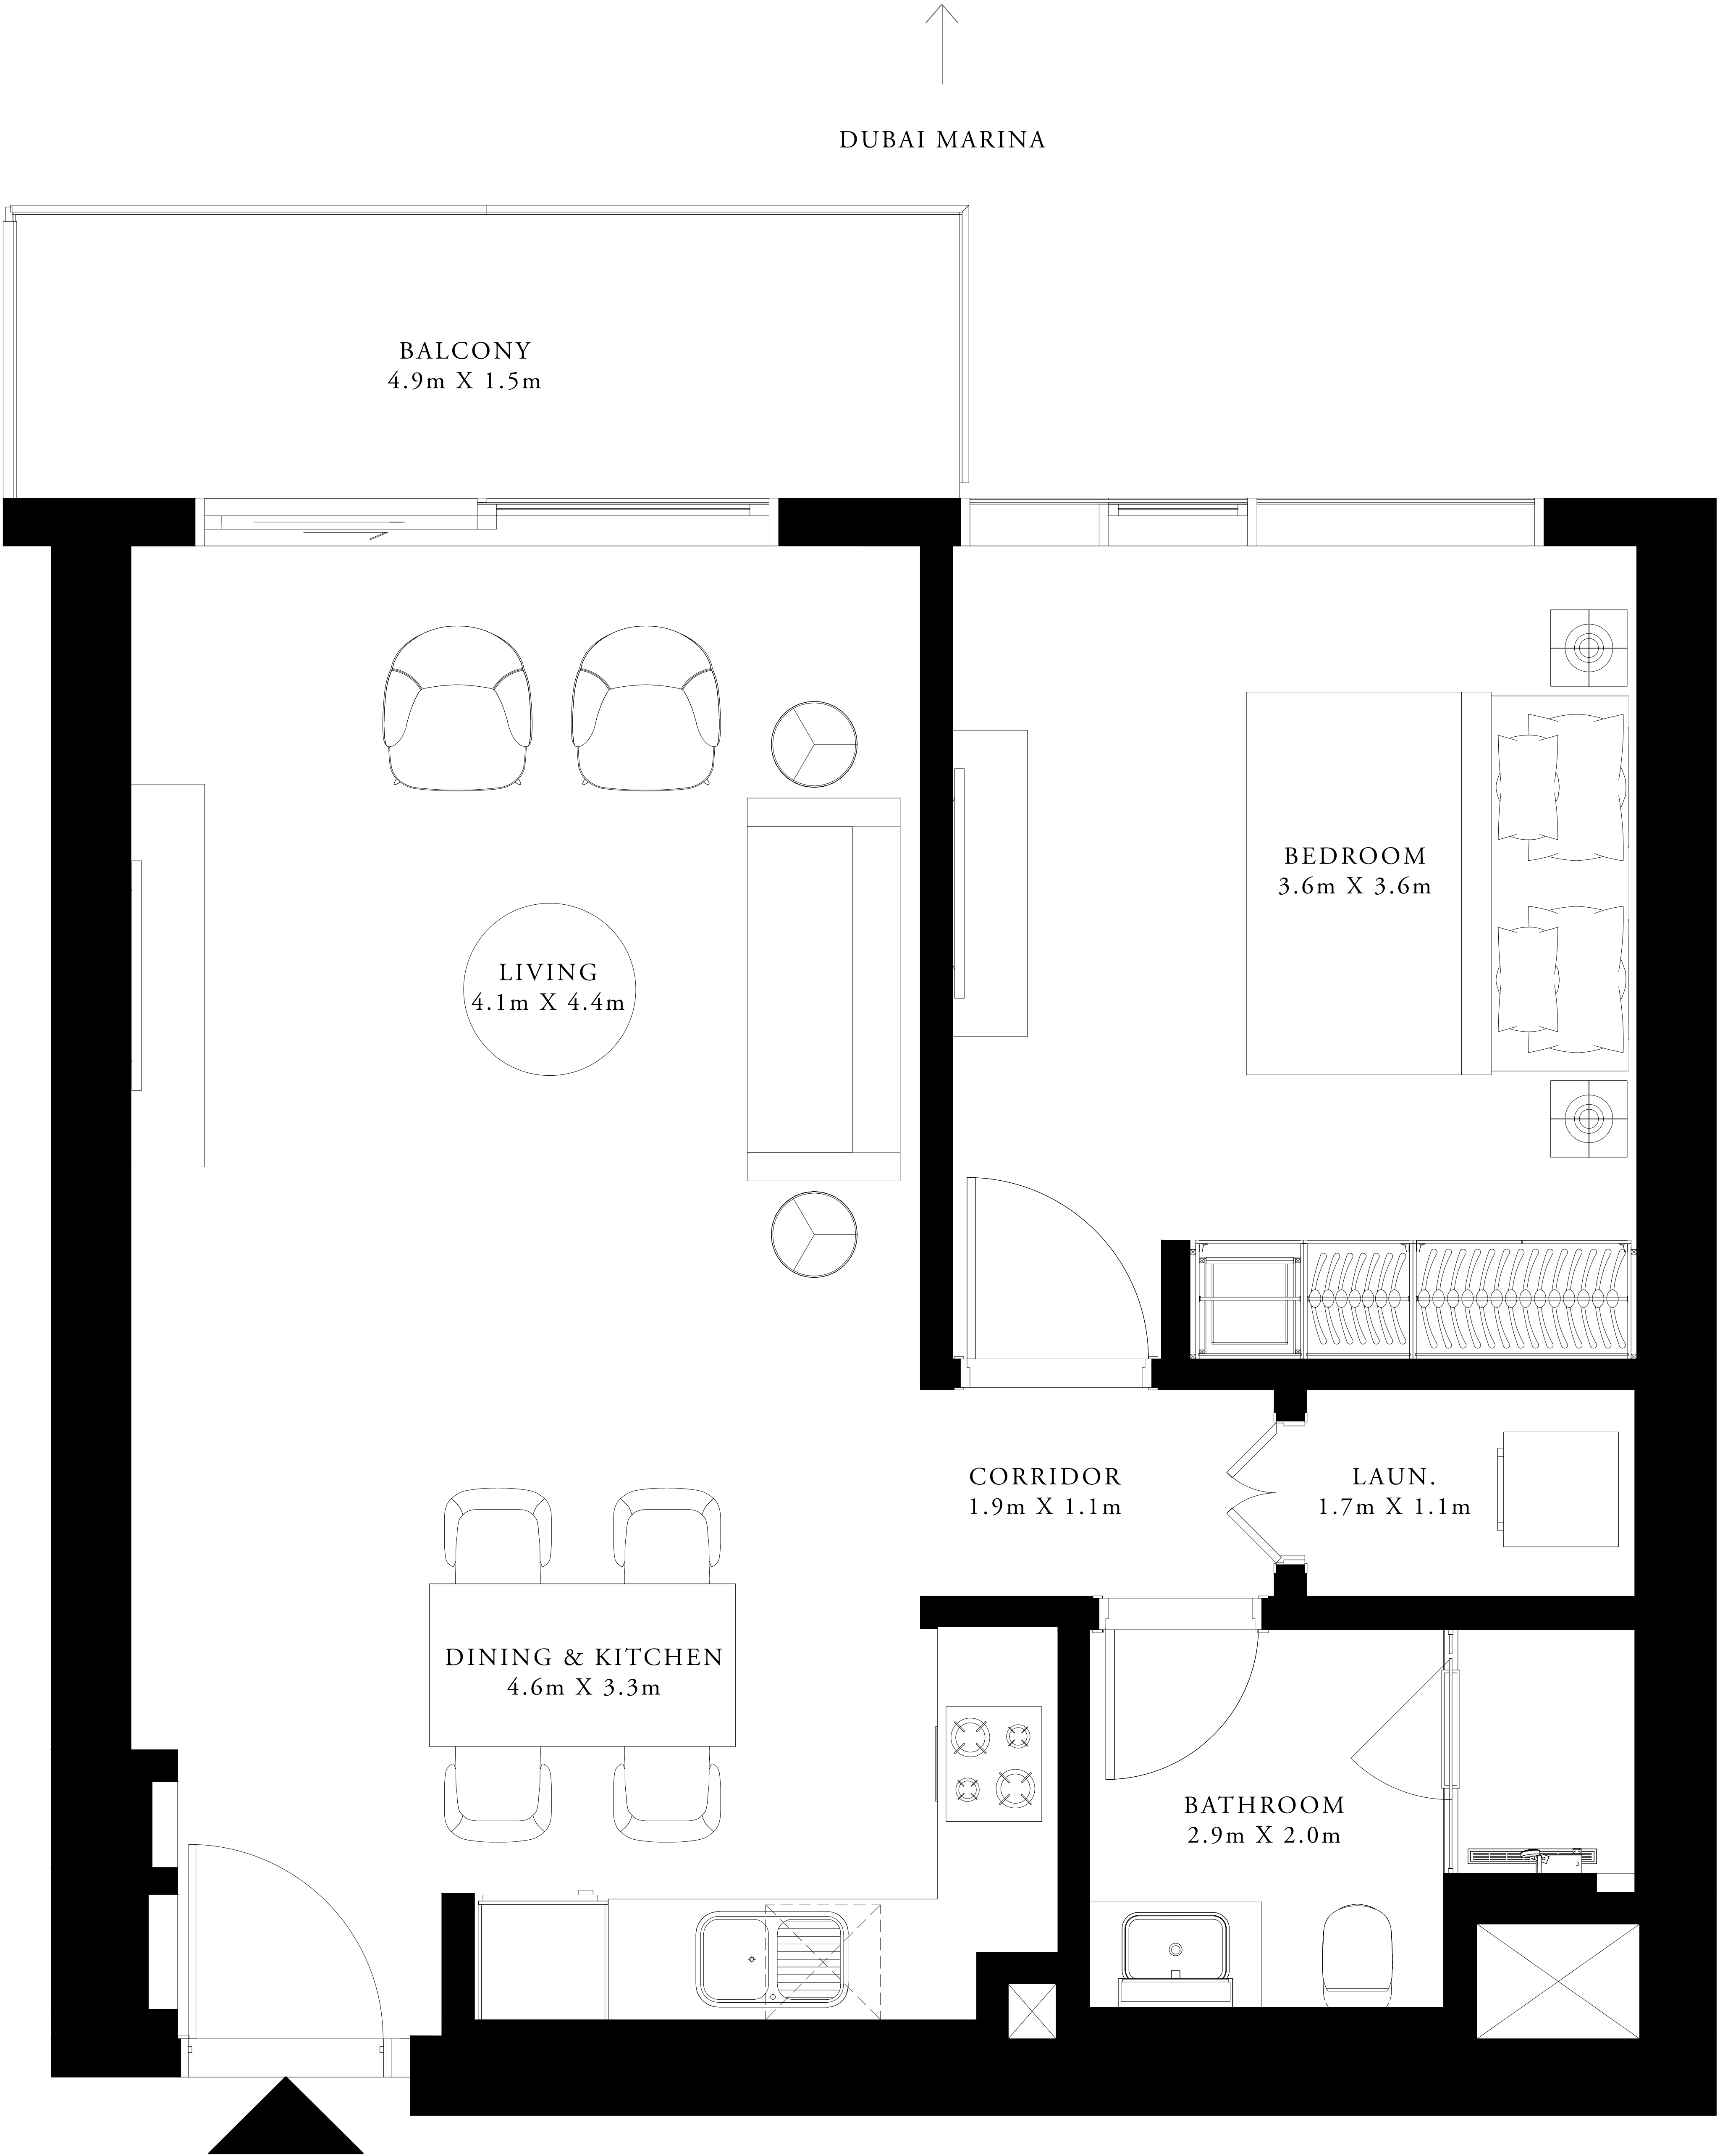 DUBAI MARINA
BALCONY
4.9m X 1.5m
BEDROOM
3.6m X 3.6m
LIVING
4.1m X 4.4m
CORRIDOR
1.9m X 1.1m
LAUN.
1.7m X 1.1m
DINING & KITCHEN
4.6m X 3.3m
BATHROOM
2.9m X 2.0m